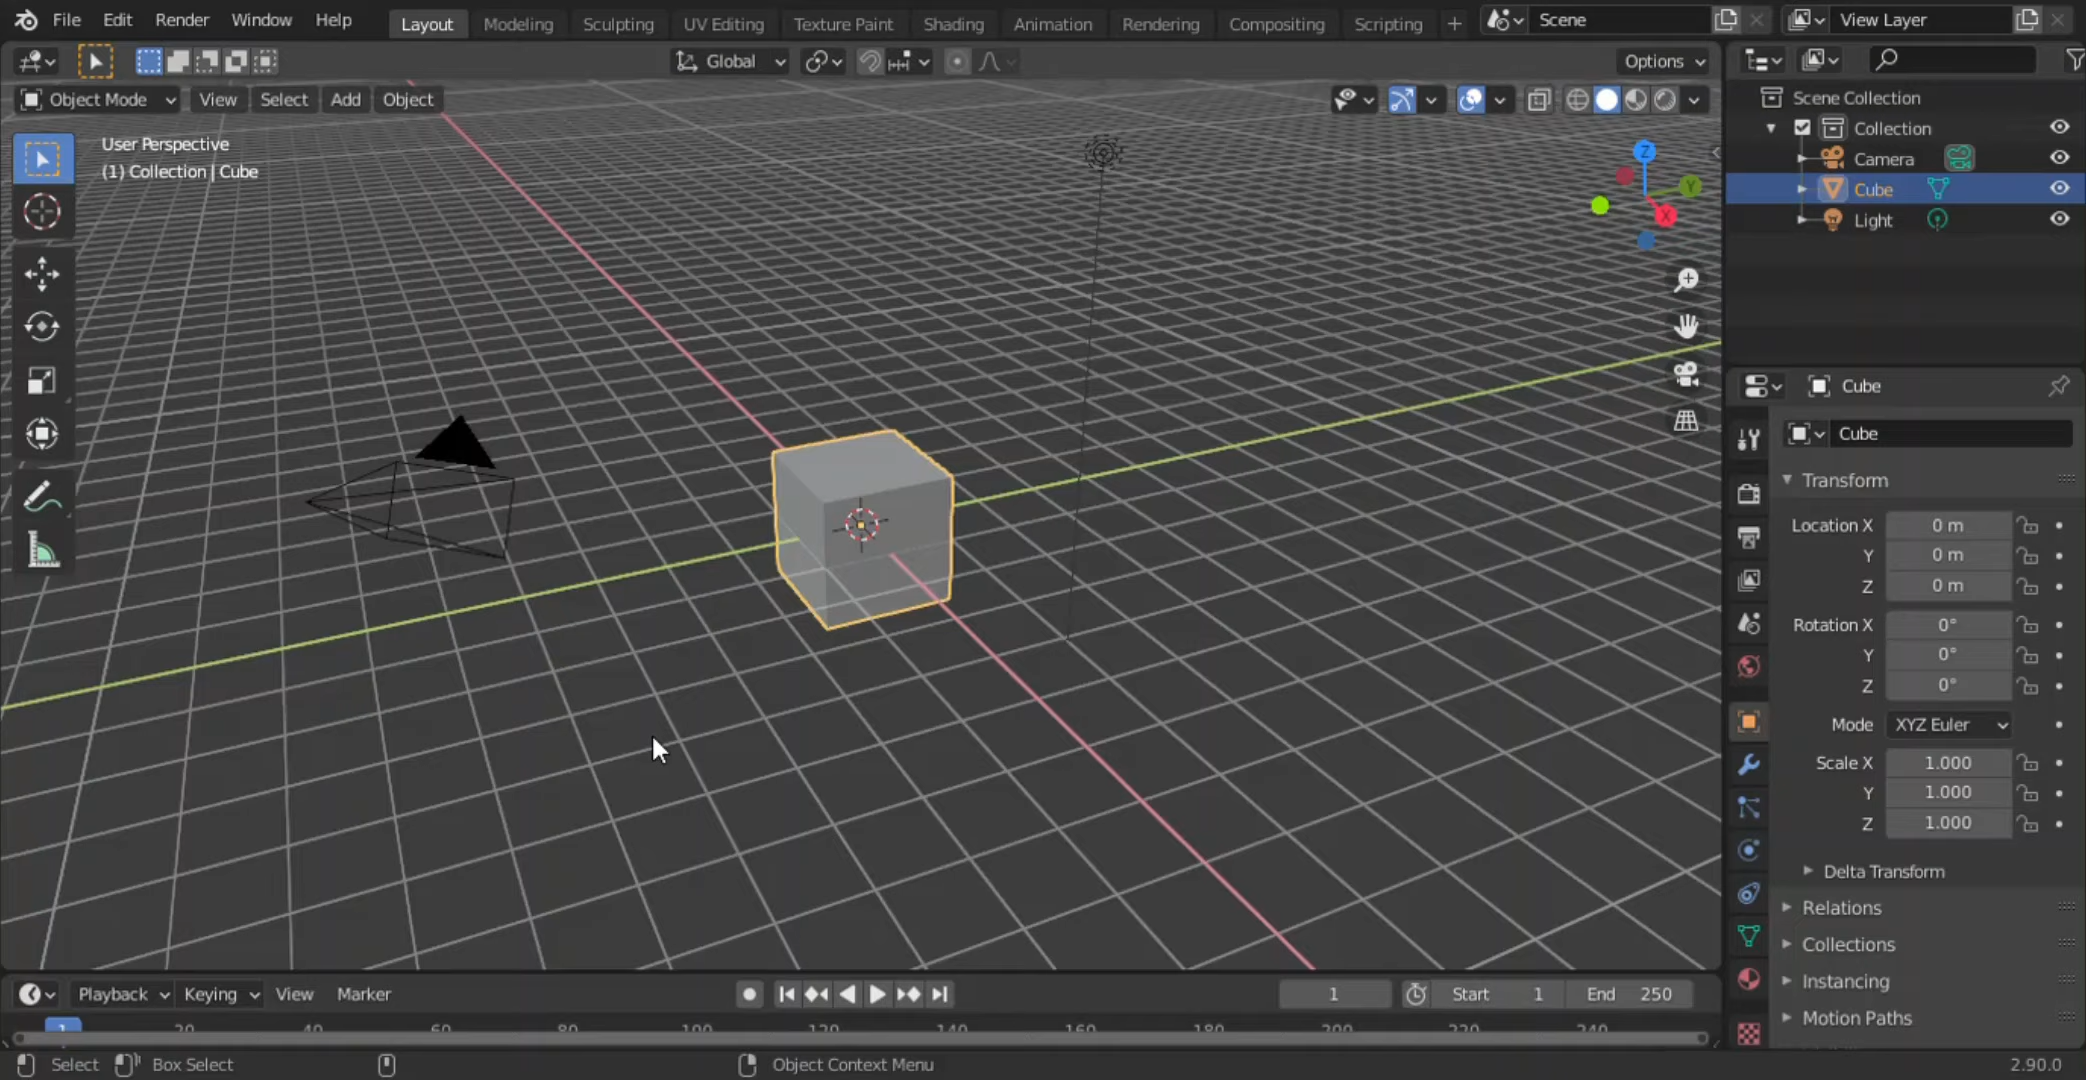 File Edit Render Window Help Layout Modeling Sculpting UV Editing Texture Paint Shading Animation Rendering Compositing Scripting + Scene View Layer
Global Options
Object Mode View Select Add Object
User Perspective
(1) Collection | Cube
Z
Y
X
Scene Collection
Collection
Camera
Cube
Light
Cube
Cube
Transform
Location X 0 m
Y 0 m
Z 0 m
Rotation X 0°
Y 0°
Z 0°
Mode XYZ Euler
Scale X 1.000
Y 1.000
Z 1.000
Delta Transform
Relations
Collections
Instancing
Motion Paths
Playback Keying View Marker 1 Start 1 End 250
1 20 40 60 80 100 120 140 160 180 200 220 240
Select Box Select Object Context Menu 2.90.0